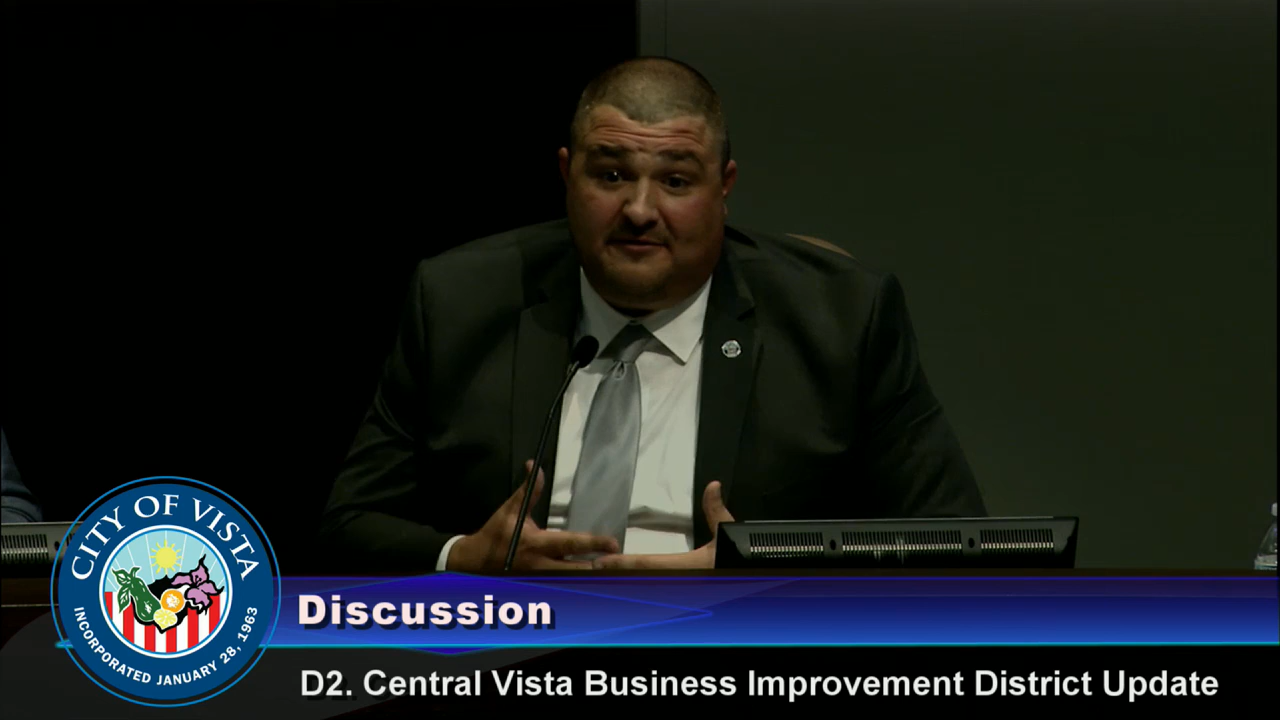 CITY OF VISTA
INCORPORATED JANUARY 28, 1963
Discussion
D2. Central Vista Business Improvement District Update